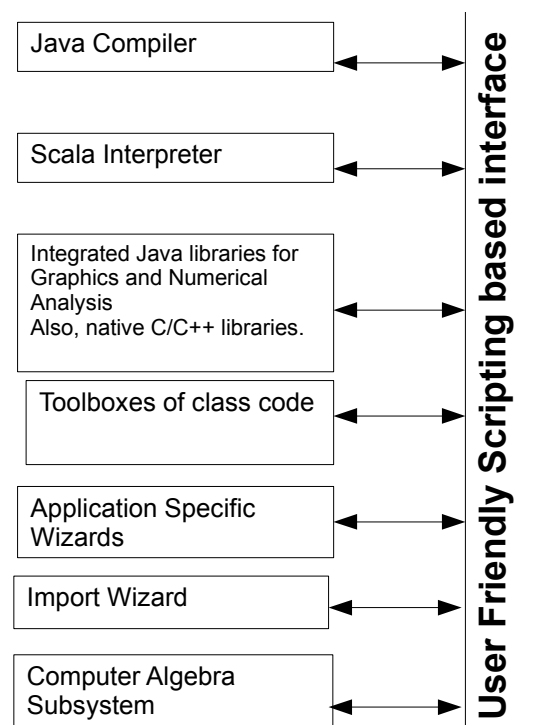 Java Compiler
Scala Interpreter
Integrated Java libraries for
Graphics and Numerical
Analysis
Also, native C/C++ libraries.
Toolboxes of class code
Application Specific
Wizards
Import Wizard
Computer Algebra
Subsystem
User Friendly Scripting based interface